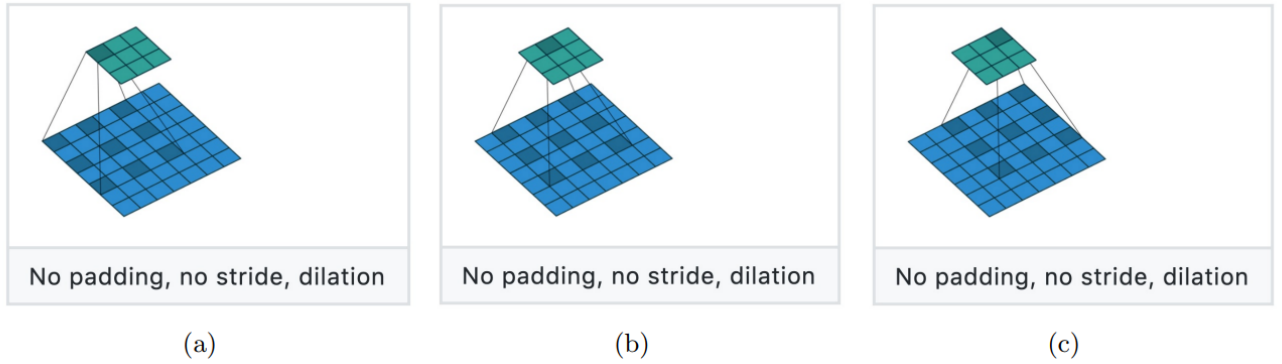 No padding, no stride, dilation
No padding, no stride, dilation
No padding, no stride, dilation
(a)
(b)
(c)